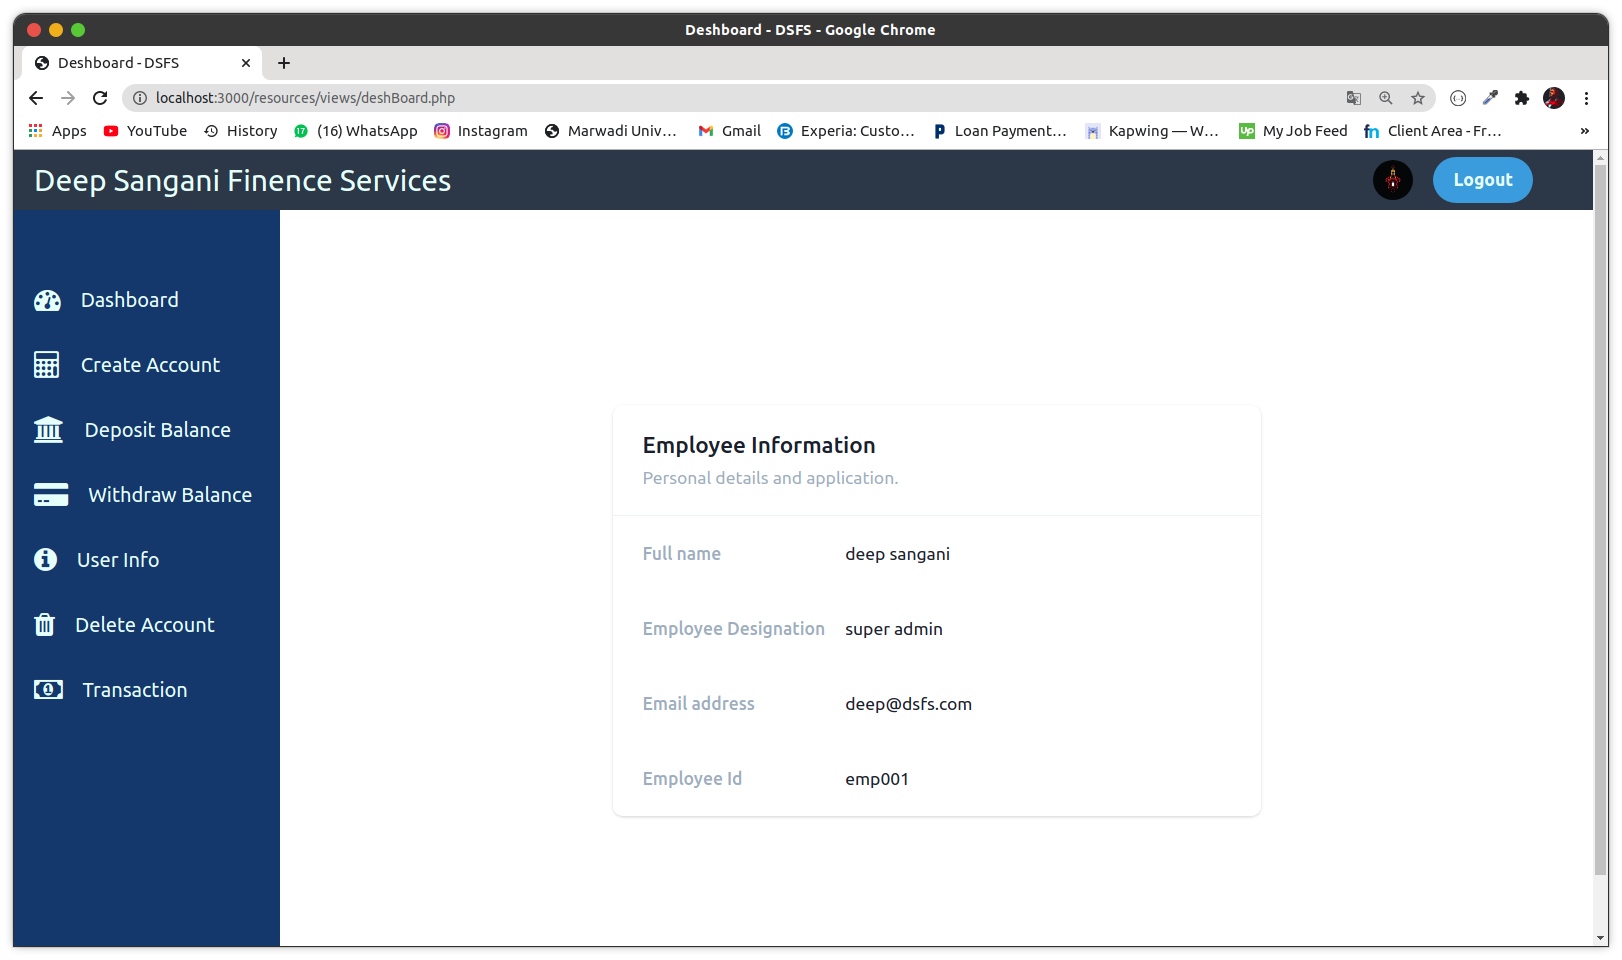 Deshboard - DSFS - Google Chrome
Deshboard - DSFS
localhost:3000/resources/views/deshBoard.php
Apps YouTube History (16) WhatsApp Instagram Marwadi Univ... Gmail Experia: Custo... Loan Payment... Kapwing — W... Up My Job Feed fn Client Area - Fr... »
Deep Sangani Finence Services
Logout
Dashboard
Create Account
Deposit Balance
Withdraw Balance
User Info
Delete Account
Transaction
Employee Information
Personal details and application.
Full name deep sangani
Employee Designation super admin
Email address deep@dsfs.com
Employee Id emp001